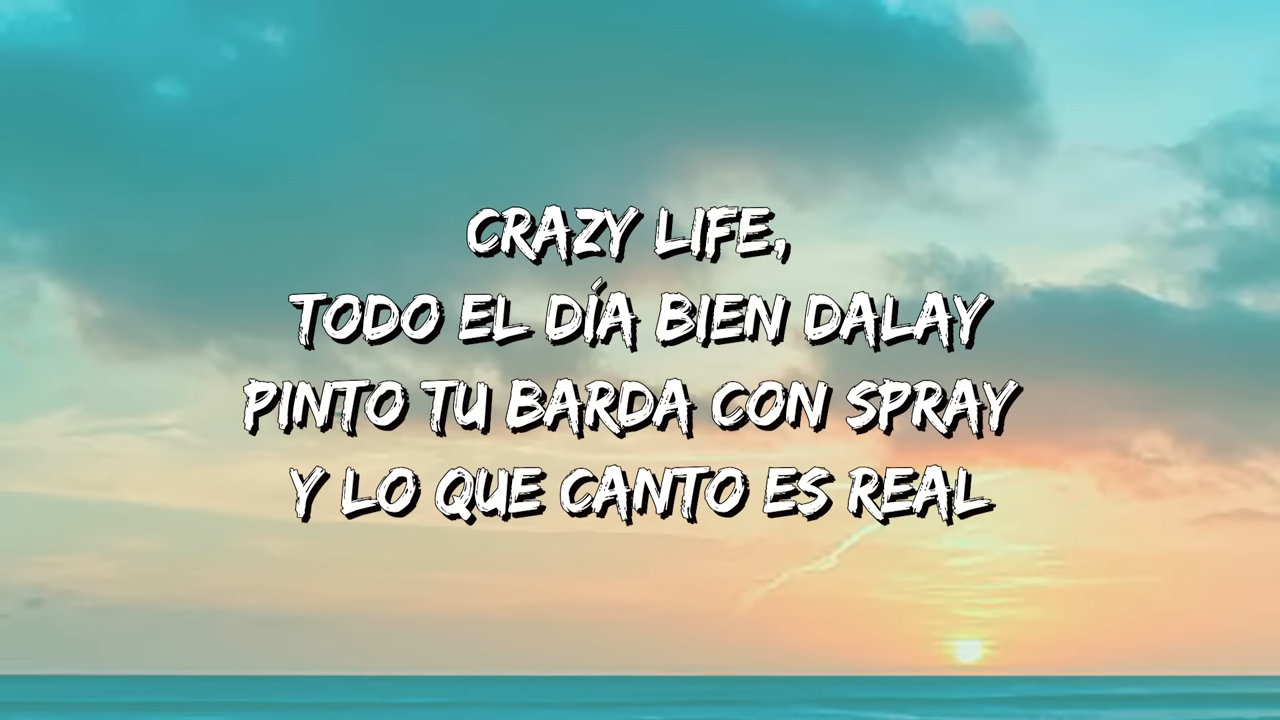 CRAZY LIFE,
TODO EL DÍA BIEN DALAY
PINTO TU BARDA CON SPRAY
Y LO QUE CANTO ES REAL